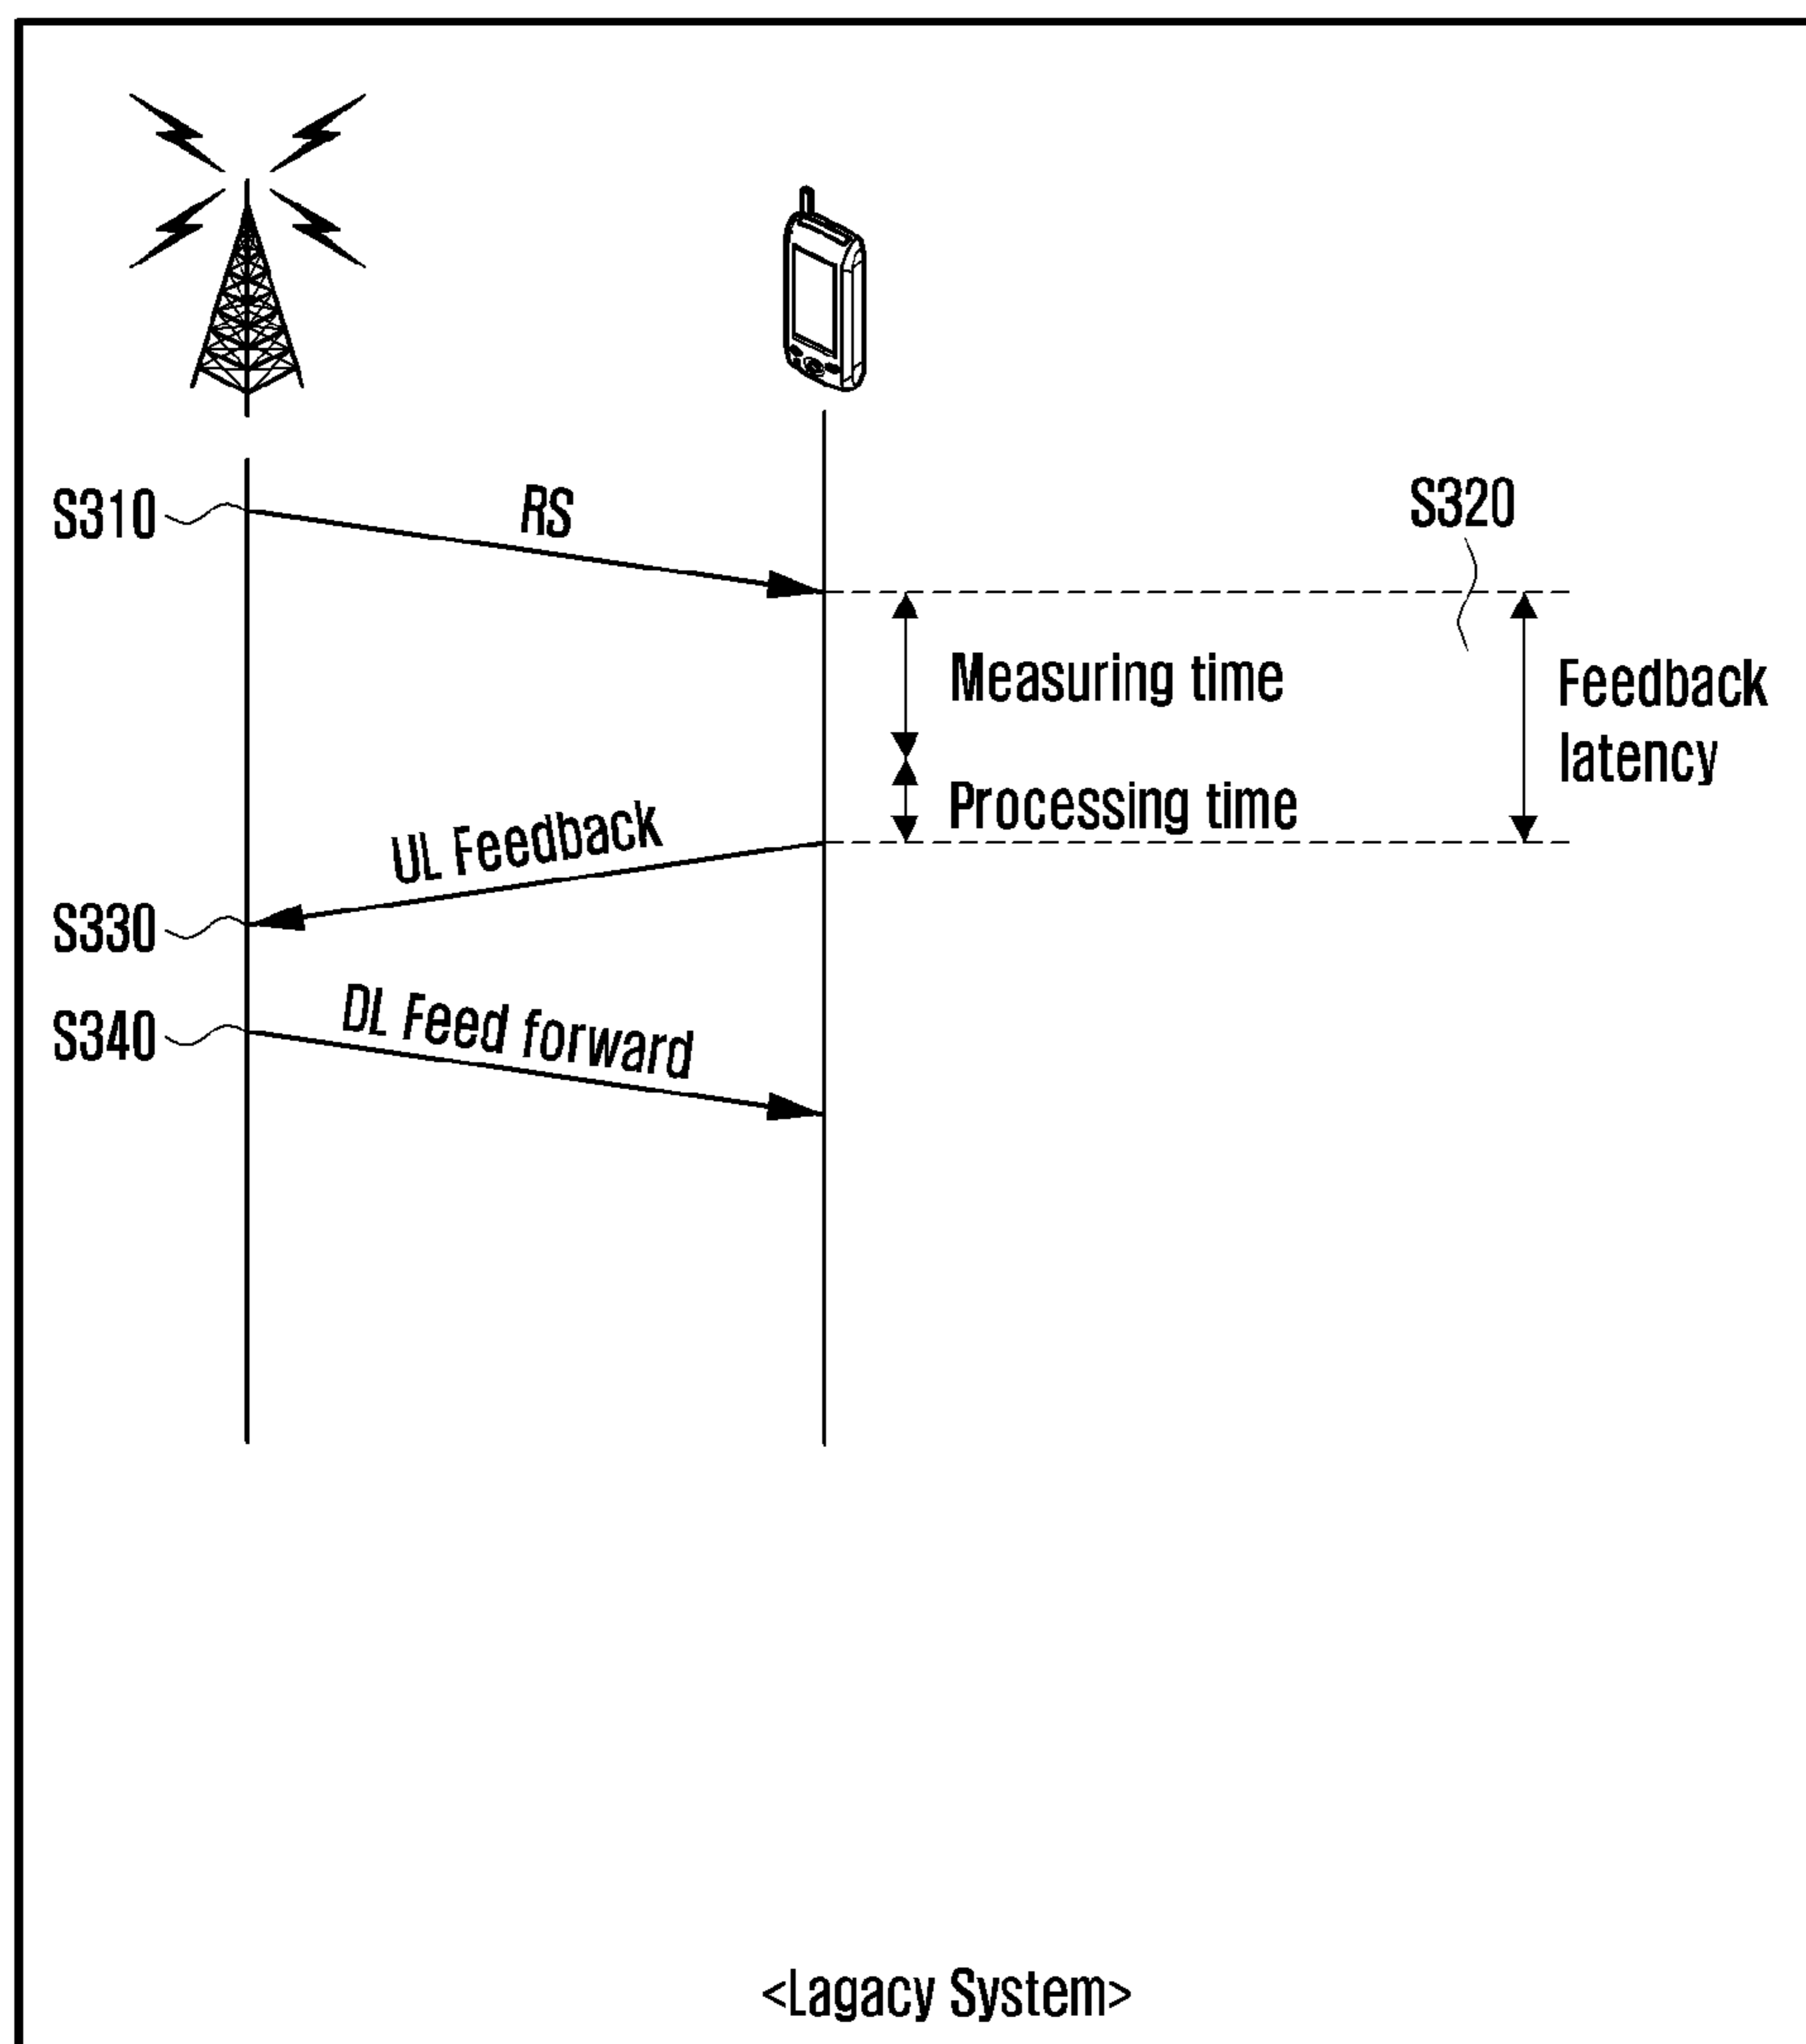 S310
RS
S320
Measuring time
Feedback
latency
Processing time
UL Feedback
S330
DL Feed forward
S340
<Lagacy System>